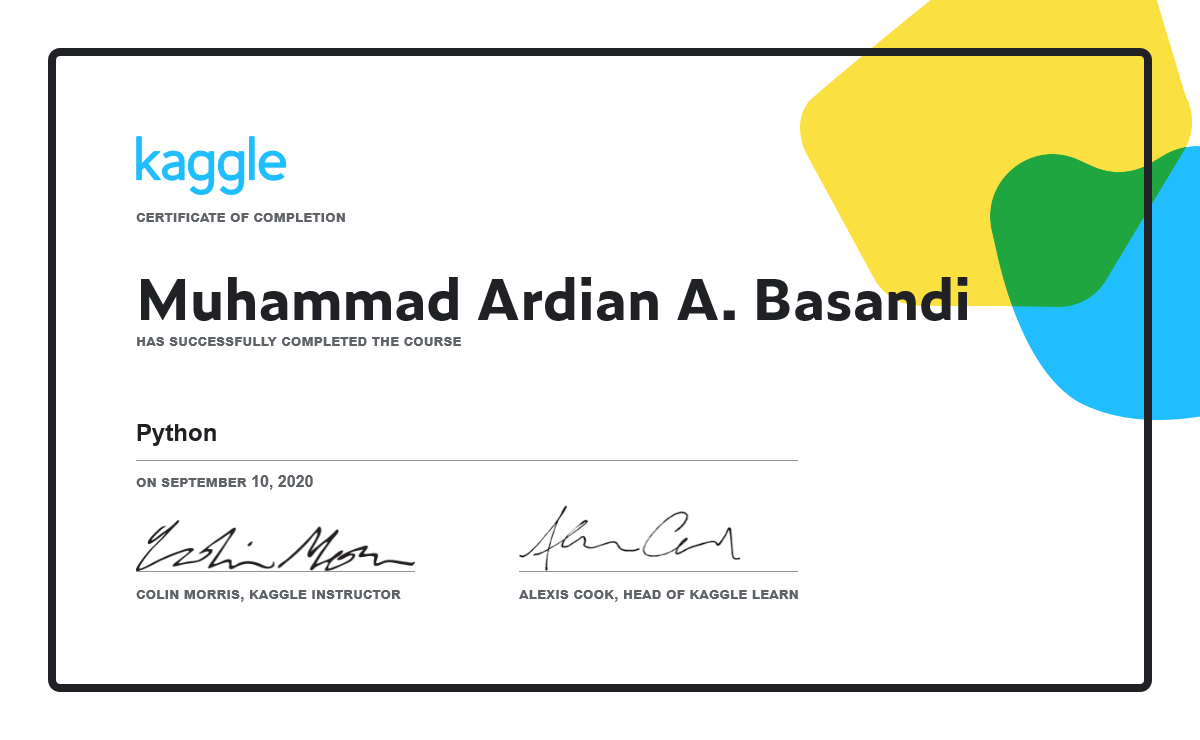 kaggle
CERTIFICATE OF COMPLETION
Muhammad Ardian A. Basandi
HAS SUCCESSFULLY COMPLETED THE COURSE
Python
ON SEPTEMBER 10, 2020
Colin Morris
Alexis Cook
COLIN MORRIS, KAGGLE INSTRUCTOR
ALEXIS COOK, HEAD OF KAGGLE LEARN